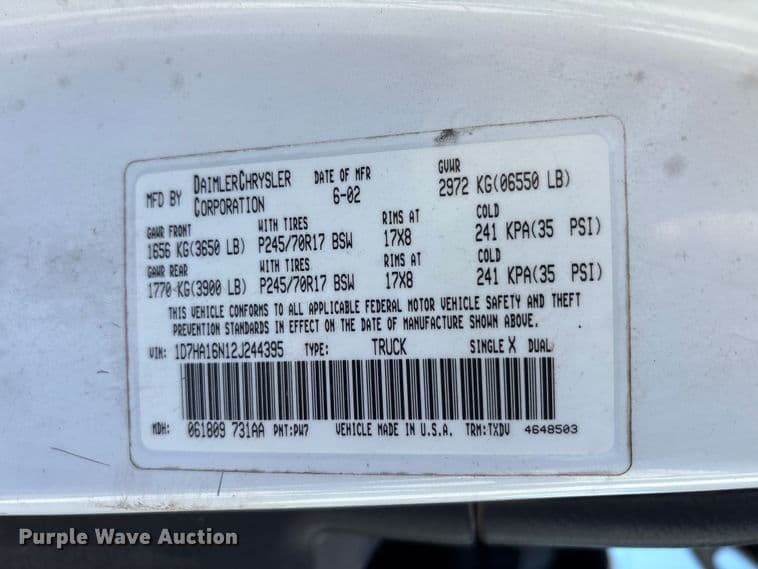 MFD BY DAIMLERCHRYSLER CORPORATION DATE OF MFR 6-02 GVWR 2972 KG(06550 LB)
GAWR FRONT WITH TIRES RIMS AT COLD
1656 KG(3650 LB) P245/70R17 BSW 17X8 241 KPA(35 PSI)
GAWR REAR WITH TIRES RIMS AT COLD
1770 KG(3900 LB) P245/70R17 BSW 17X8 241 KPA(35 PSI)
THIS VEHICLE CONFORMS TO ALL APPLICABLE FEDERAL MOTOR VEHICLE SAFETY AND THEFT
PREVENTION STANDARDS IN EFFECT ON THE DATE OF MANUFACTURE SHOWN ABOVE.
VIN: 1D7HA16N12J244395 TYPE: TRUCK SINGLE X DUAL
MDH: 061809 731AA PNT:PW7 VEHICLE MADE IN U.S.A. TRM:TXDV 4648503
Purple Wave Auction